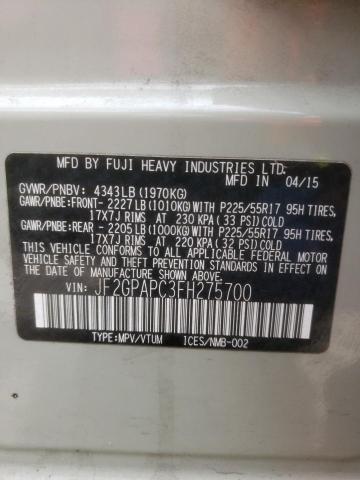 MFD BY FUJI HEAVY INDUSTRIES LTD.
MFD IN 04/15
GVWR/PNBV: 4343LB(1970KG)
GAWR/PNBE:FRONT- 2227LB(1010KG)WITH P225/55R17 95H TIRES,
17X7J RIMS AT 230 KPA(33 PSI)COLD
GAWR/PNBE:REAR - 2205LB(1000KG)WITH P225/55R17 95H TIRES,
17X7J RIMS AT 220 KPA(32 PSI)COLD
THIS VEHICLE CONFORMS TO ALL APPLICABLE FEDERAL MOTOR
VEHICLE SAFETY, BUMPER, AND THEFT PREVENTION STANDARDS
IN EFFECT ON THE DATE OF MANUFACTURE SHOWN ABOVE.
VIN: JF2GPAPC3FH275700
TYPE:MPV/VTUM ICES/NMB-002